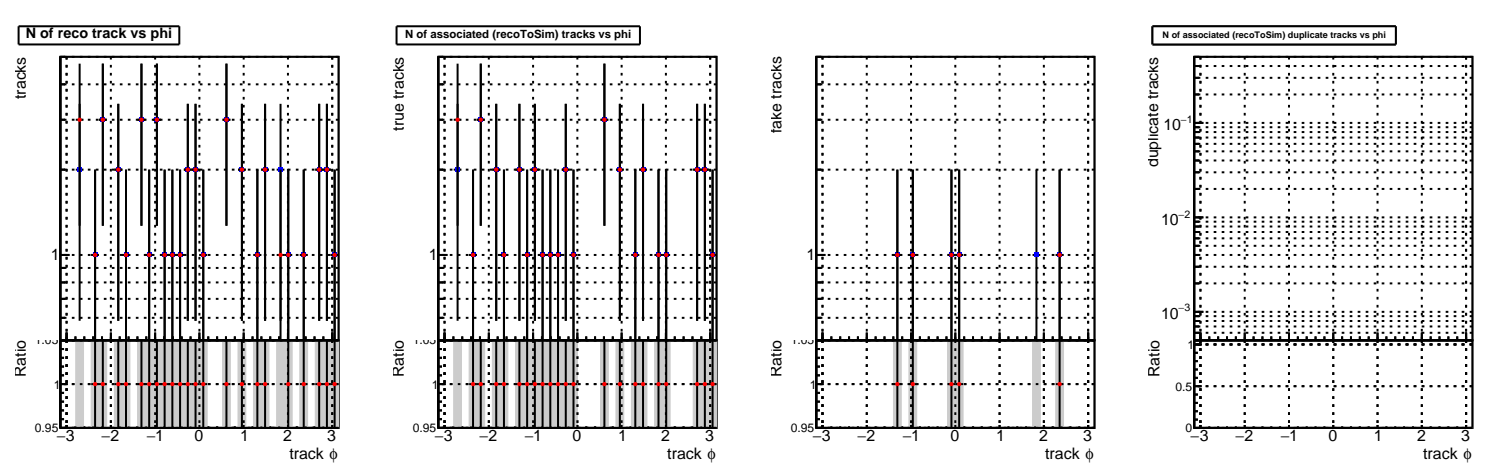 N of reco track vs phi
tracks
1
Ratio
1
0.95
−3 −2 −1 0 1 2 3
track ϕ
N of associated (recoToSim) tracks vs phi
true tracks
1
Ratio
1
0.95
−3 −2 −1 0 1 2 3
track ϕ
fake tracks
1
Ratio
1
0.95
−3 −2 −1 0 1 2 3
track ϕ
N of associated (recoToSim) duplicate tracks vs phi
duplicate tracks
10⁻¹
10⁻²
10⁻³
Ratio
1
0.5
0
−3 −2 −1 0 1 2 3
track ϕ